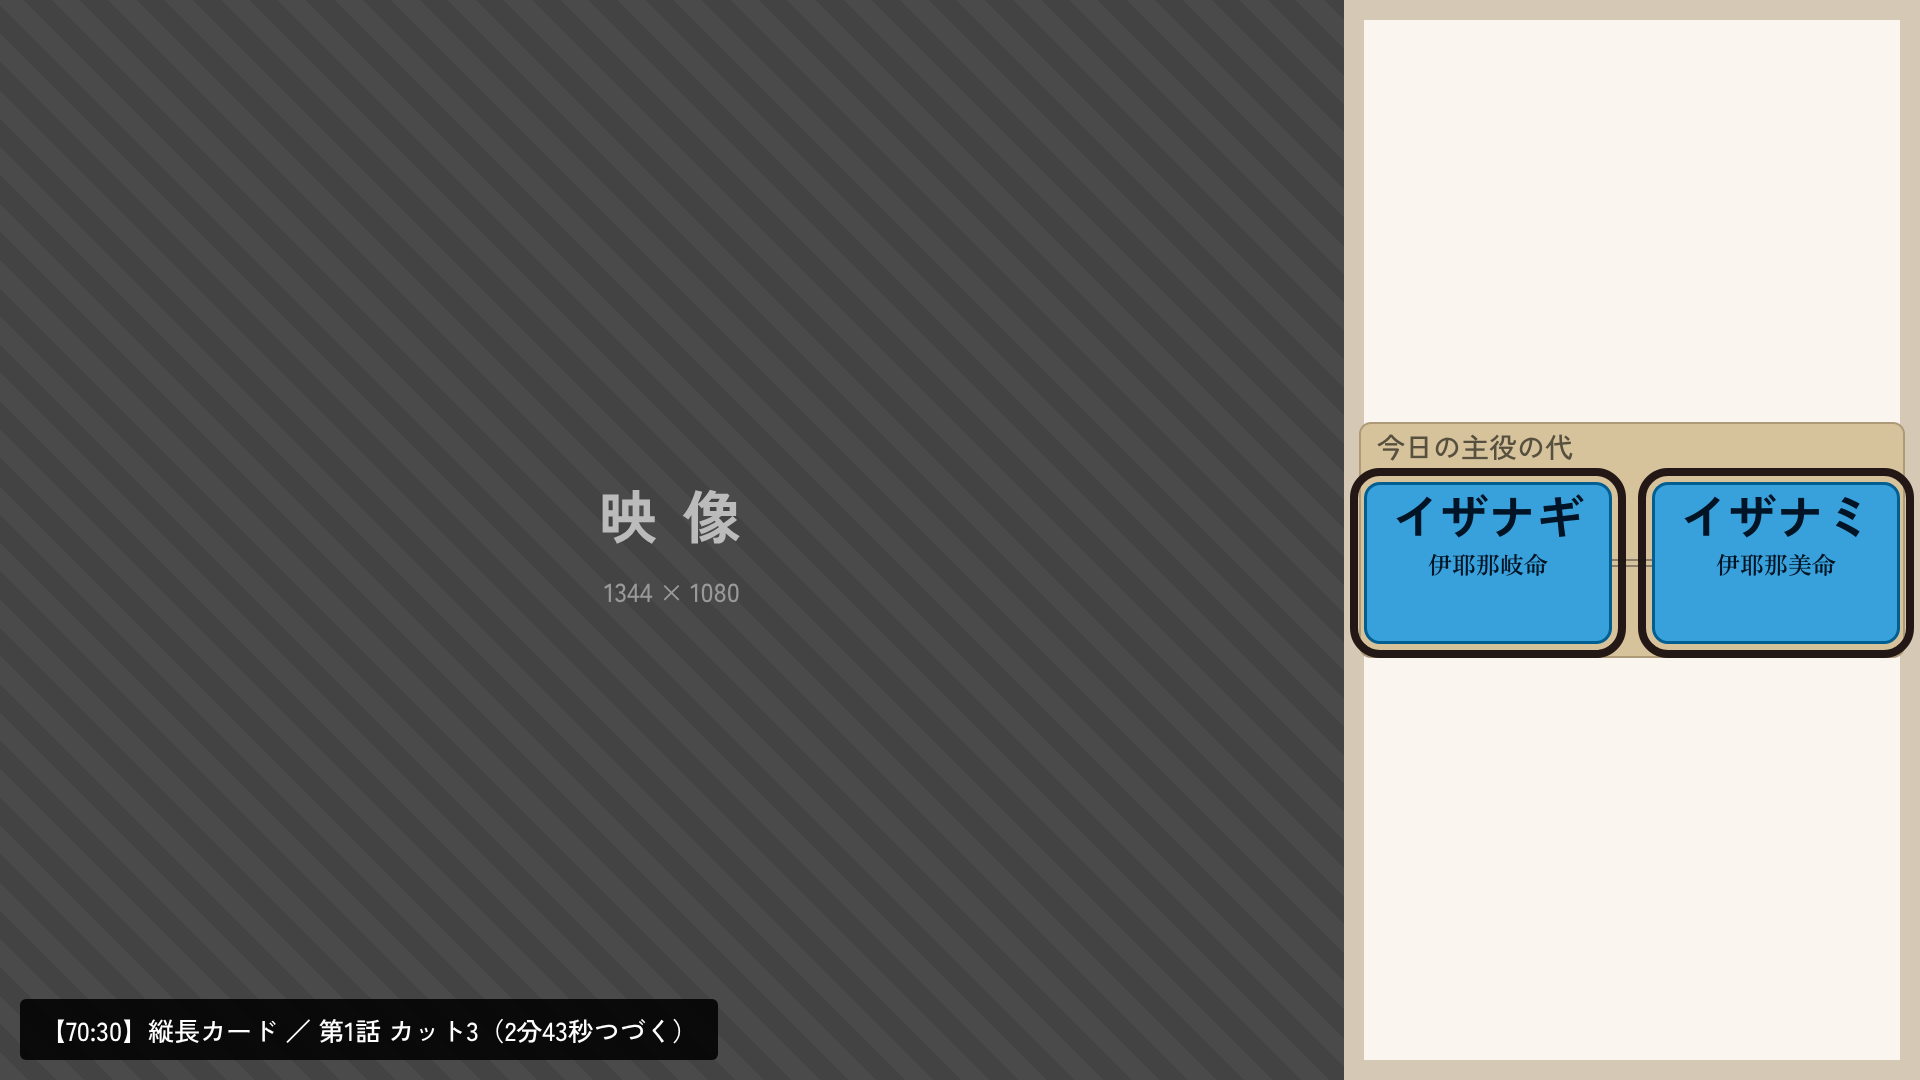 映像
1344 × 1080
【70:30】縦長カード ／ 第1話 カット3（2分43秒つづく）
今日の主役の代
イザナギ
伊耶那岐命
イザナミ
伊耶那美命